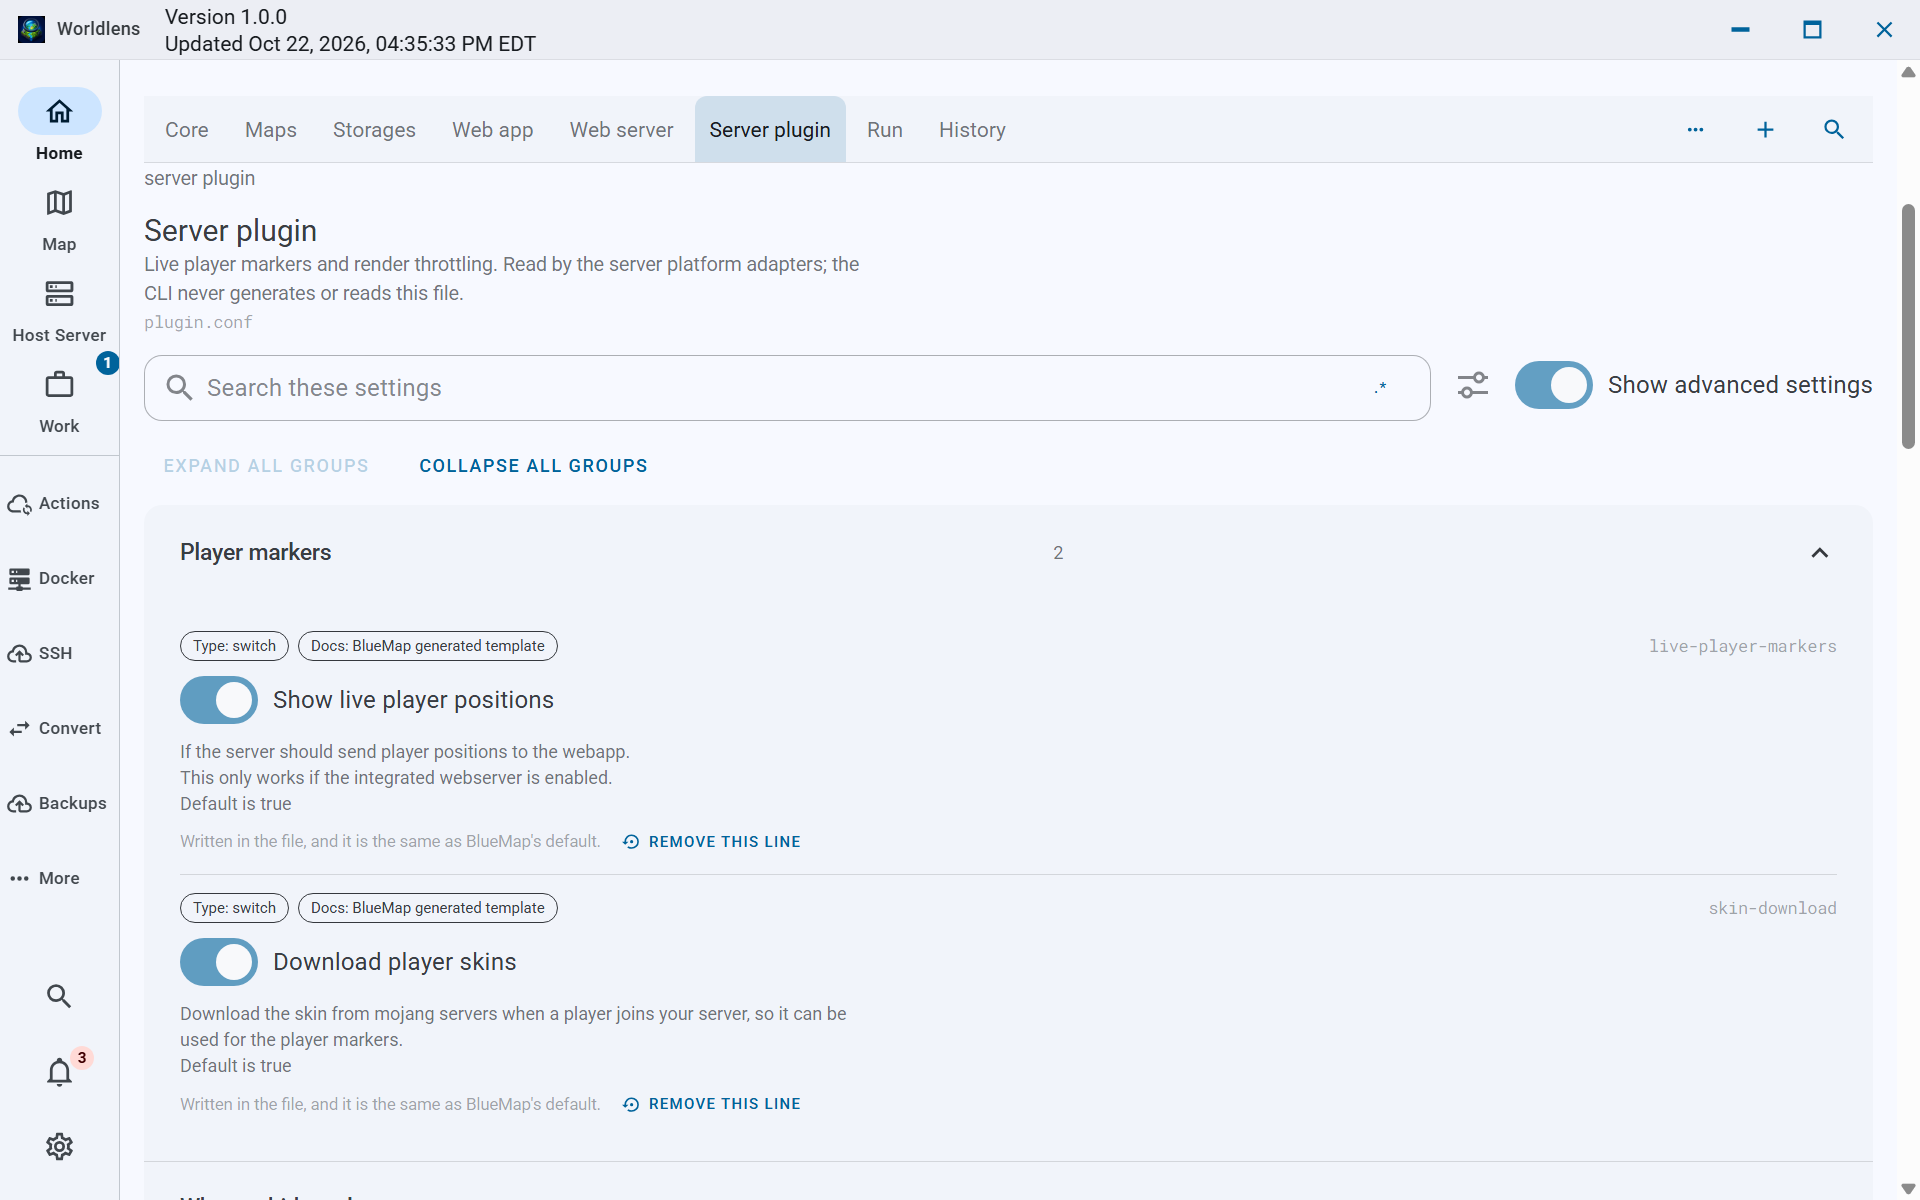 Worldlens
Version 1.0.0
Updated Oct 22, 2026, 04:35:33 PM EDT
Home
Map
Host Server
1
Work
Actions
Docker
SSH
Convert
Backups
More
3
Core
Maps
Storages
Web app
Web server
Server plugin
Run
History
server plugin
Server plugin
Live player markers and render throttling. Read by the server platform adapters; the
CLI never generates or reads this file.
plugin.conf
Search these settings
.*
Show advanced settings
EXPAND ALL GROUPS
COLLAPSE ALL GROUPS
Player markers
2
Type: switch
Docs: BlueMap generated template
live-player-markers
Show live player positions
If the server should send player positions to the webapp.
This only works if the integrated webserver is enabled.
Default is true
Written in the file, and it is the same as BlueMap's default.
REMOVE THIS LINE
Type: switch
Docs: BlueMap generated template
skin-download
Download player skins
Download the skin from mojang servers when a player joins your server, so it can be
used for the player markers.
Default is true
Written in the file, and it is the same as BlueMap's default.
REMOVE THIS LINE